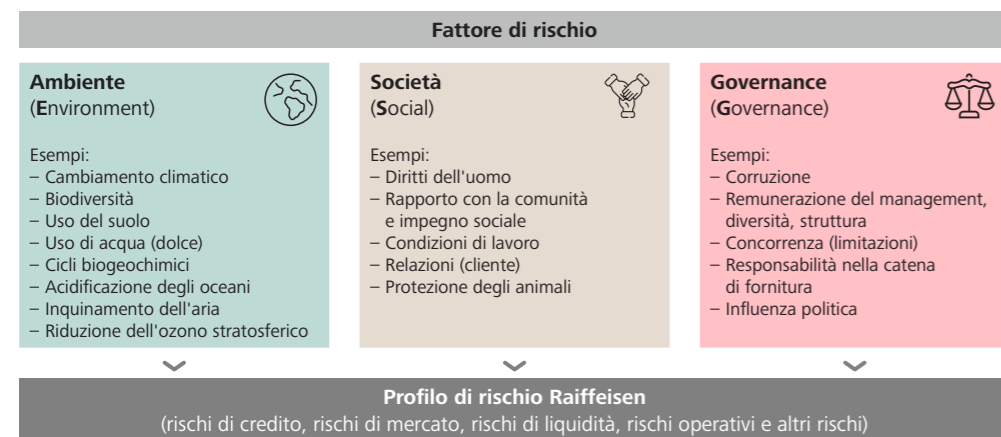 Fattore di rischio
Ambiente
(Environment)
Esempi:
– Cambiamento climatico
– Biodiversità
– Uso del suolo
– Uso di acqua (dolce)
– Cicli biogeochimici
– Acidificazione degli oceani
– Inquinamento dell'aria
– Riduzione dell'ozono stratosferico
Società
(Social)
Esempi:
– Diritti dell'uomo
– Rapporto con la comunità
e impegno sociale
– Condizioni di lavoro
– Relazioni (cliente)
– Protezione degli animali
Governance
(Governance)
Esempi:
– Corruzione
– Remunerazione del management,
diversità, struttura
– Concorrenza (limitazioni)
– Responsabilità nella catena
di fornitura
– Influenza politica
Profilo di rischio Raiffeisen
(rischi di credito, rischi di mercato, rischi di liquidità, rischi operativi e altri rischi)